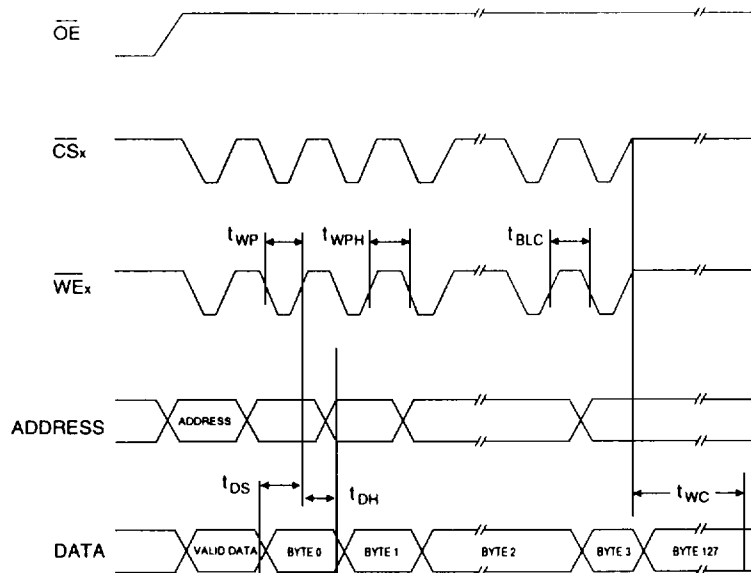 OE
CSx
tWP
tWPH
tBLC
WEx
ADDRESS
ADDRESS
tDS
tDH
tWC
DATA
VALID DATA
BYTE 0
BYTE 1
BYTE 2
BYTE 3
BYTE 127